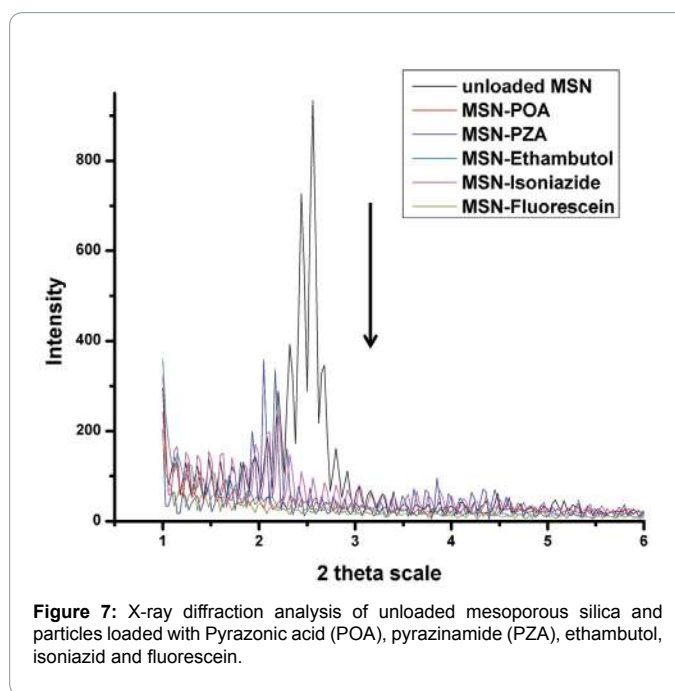 unloaded MSN
MSN-POA
MSN-PZA
MSN-Ethambutol
MSN-Isoniazide
MSN-Fluorescein
Intensity
800
600
400
200
0
1 2 3 4 5 6
2 theta scale
Figure 7: X-ray diffraction analysis of unloaded mesoporous silica and
particles loaded with Pyrazonic acid (POA), pyrazinamide (PZA), ethambutol,
isoniazid and fluorescein.